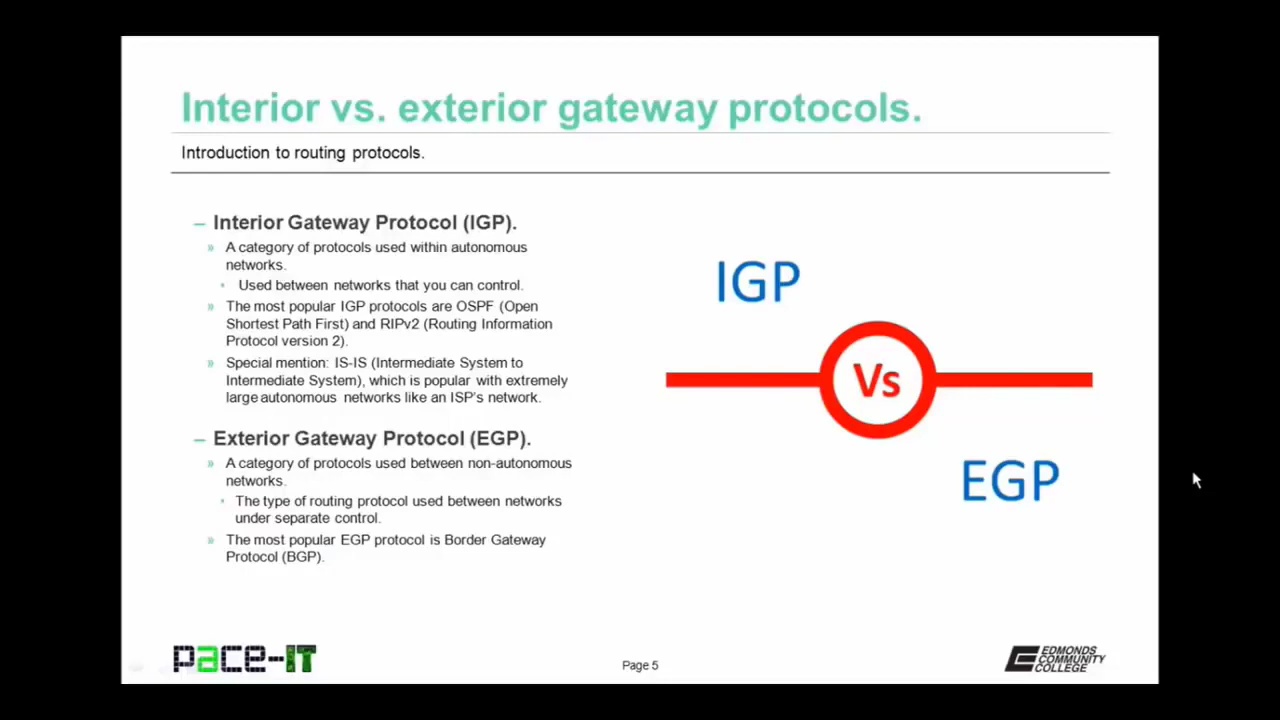 Interior vs. exterior gateway protocols.
Introduction to routing protocols.
– Interior Gateway Protocol (IGP).
» A category of protocols used within autonomous
networks.
• Used between networks that you can control.
» The most popular IGP protocols are OSPF (Open
Shortest Path First) and RIPv2 (Routing Information
Protocol version 2).
» Special mention: IS-IS (Intermediate System to
Intermediate System), which is popular with extremely
large autonomous networks like an ISP's network.
– Exterior Gateway Protocol (EGP).
» A category of protocols used between non-autonomous
networks.
• The type of routing protocol used between networks
under separate control.
» The most popular EGP protocol is Border Gateway
Protocol (BGP).
IGP
Vs
EGP
pace-IT
Page 5
EDMONDS
COMMUNITY
COLLEGE